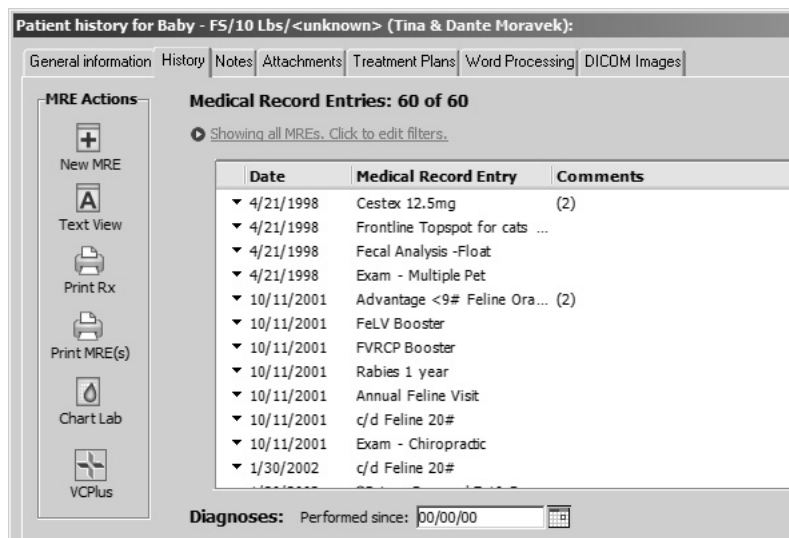 Patient history for Baby - FS/10 Lbs/<unknown> (Tina & Dante Moravek):
General information History Notes Attachments Treatment Plans Word Processing DICOM Images
MRE Actions
New MRE
Text View
Print Rx
Print MRE(s)
Chart Lab
VCPlus
Medical Record Entries: 60 of 60
Showing all MREs. Click to edit filters.
Date Medical Record Entry Comments
4/21/1998 Cestex 12.5mg (2)
4/21/1998 Frontline Topspot for cats ...
4/21/1998 Fecal Analysis -Float
4/21/1998 Exam - Multiple Pet
10/11/2001 Advantage <9# Feline Ora... (2)
10/11/2001 FeLV Booster
10/11/2001 FVRCP Booster
10/11/2001 Rabies 1 year
10/11/2001 Annual Feline Visit
10/11/2001 c/d Feline 20#
10/11/2001 Exam - Chiropractic
1/30/2002 c/d Feline 20#
Diagnoses: Performed since: 00/00/00